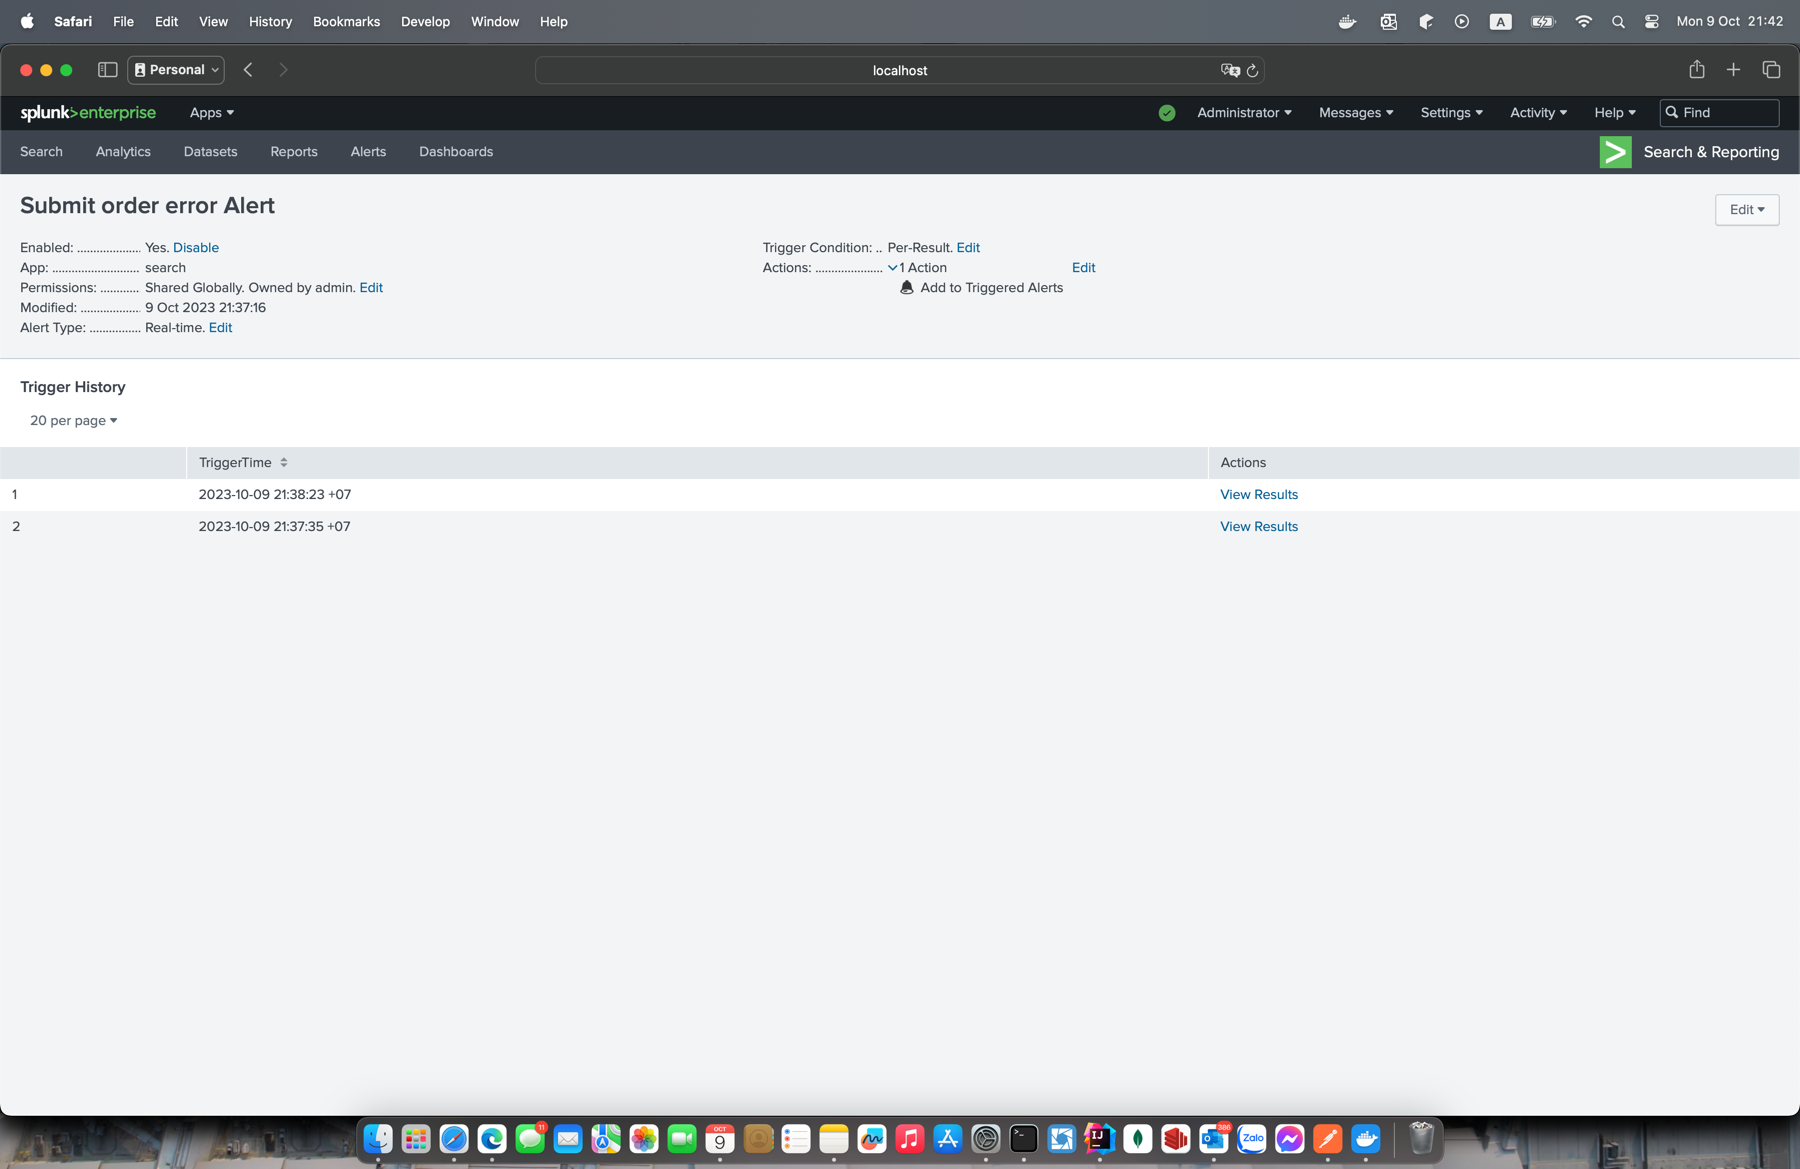 Safari File Edit View History Bookmarks Develop Window Help A Mon 9 Oct 21:42
Personal localhost
splunk>enterprise Apps Administrator Messages Settings Activity Help Find
Search Analytics Datasets Reports Alerts Dashboards > Search & Reporting
Submit order error Alert
Edit
Enabled: .................... Yes. Disable
App: ........................... search
Permissions: ............ Shared Globally. Owned by admin. Edit
Modified: ................... 9 Oct 2023 21:37:16
Alert Type: ................ Real-time. Edit
Trigger Condition: .. Per-Result. Edit
Actions: ..................... 1 Action Edit
Add to Triggered Alerts
Trigger History
20 per page
TriggerTime Actions
1 2023-10-09 21:38:23 +07 View Results
2 2023-10-09 21:37:35 +07 View Results
11 OCT 9 IJ 386 Zalo